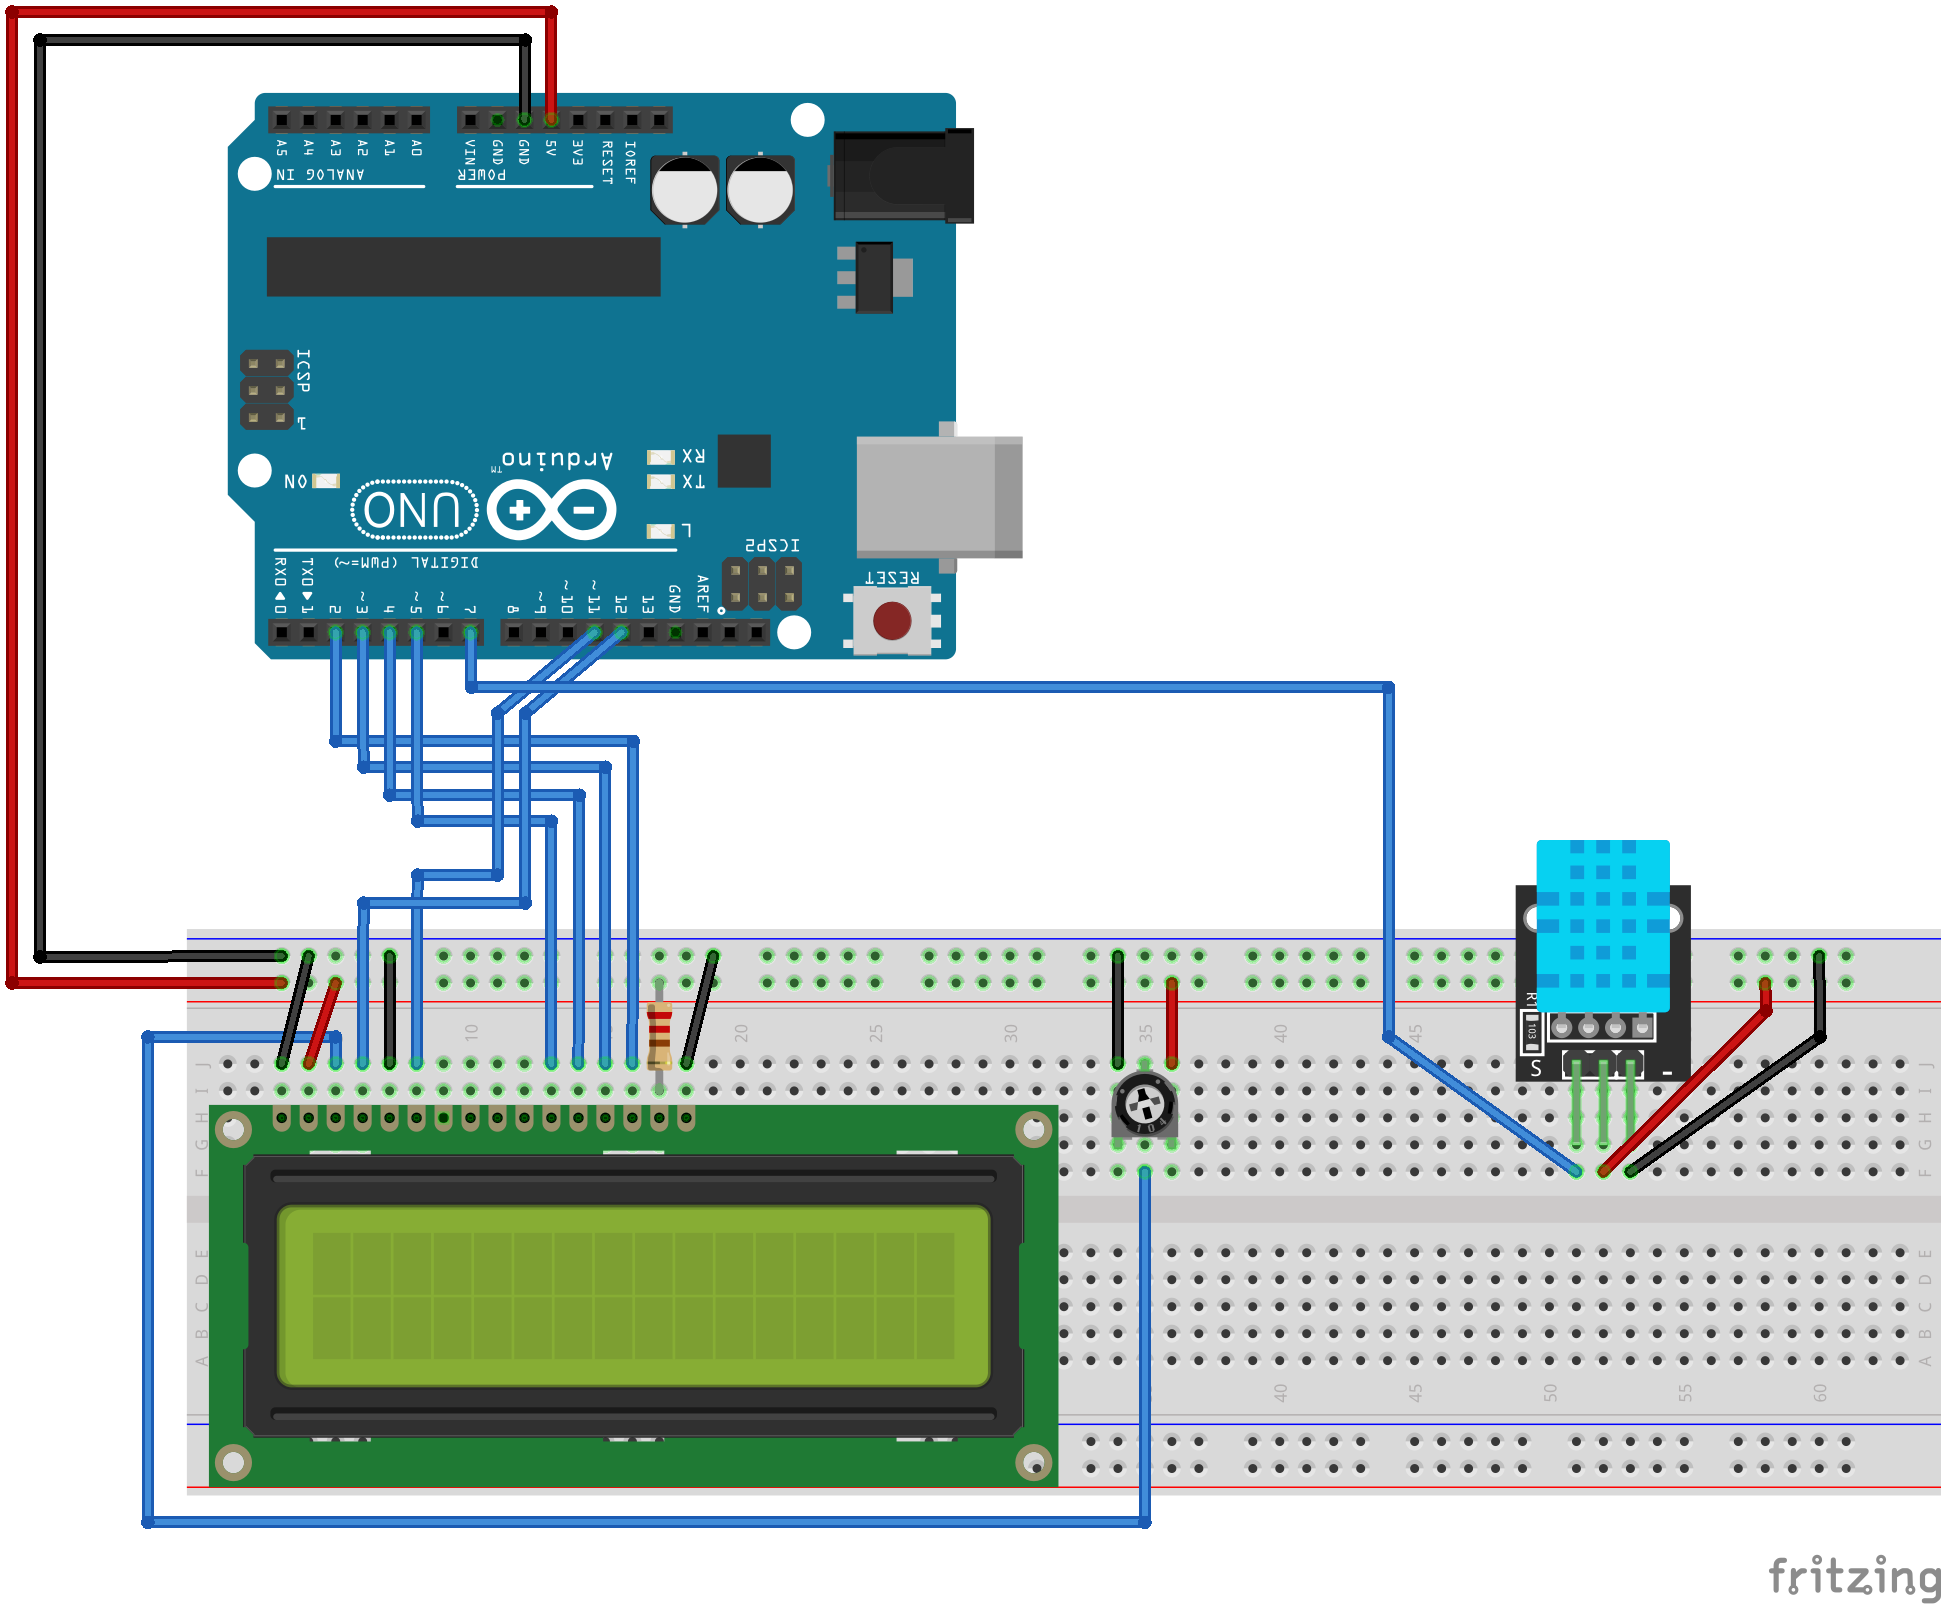 A5 A4 A3 A2 A1 A0
VIN GND GND 5V 3V3 RESET IOREF
ANALOG IN
POWER
ICSP
1
Arduino
TM
RX
TX
ON
UNO
L
ICSP2
DIGITAL (PWM=~)
RESET
RX0 0 TX0 1 2 ~3 4 ~5 ~6 7 8 ~9 ~10 ~11 12 13 GND AREF
R1
103
S
-
10 20 25 30 35 40 45
J J
I I
H H
104
G G
F F
E E
D D
C C
B B
A A
40 45 50 55 60
fritzing